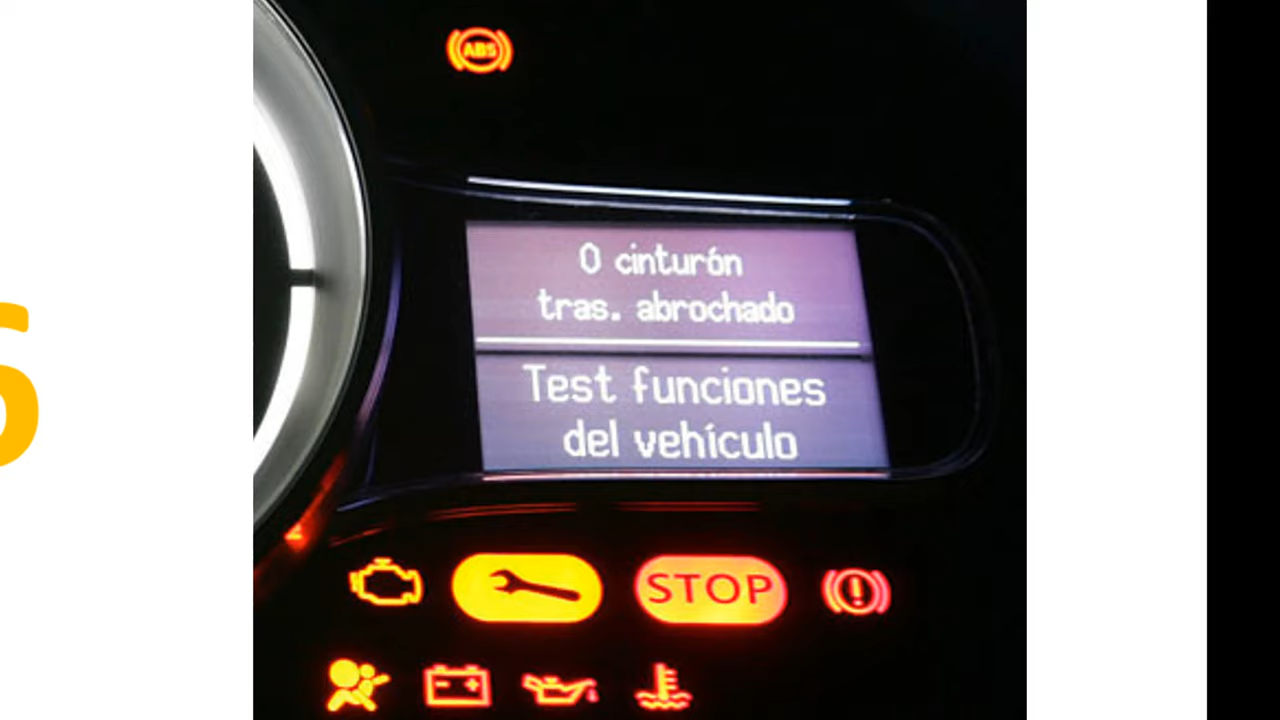 ABS
0 cinturón
tras. abrochado
Test funciones
del vehículo
STOP